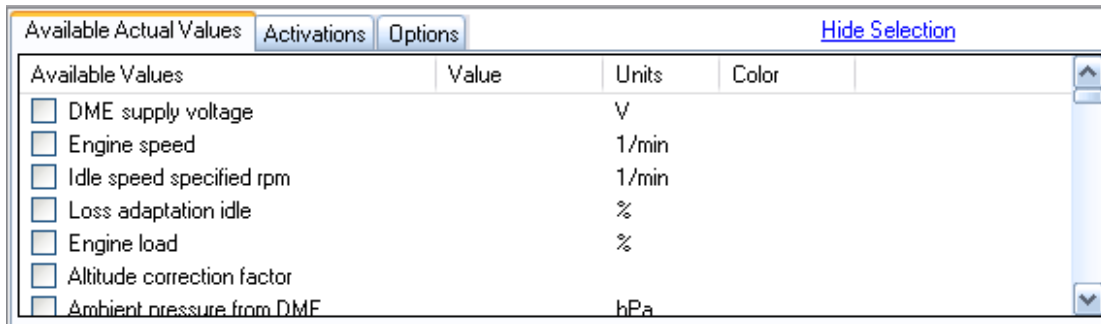 Available Actual Values Activations Options Hide Selection
Available Values Value Units Color
DME supply voltage V
Engine speed 1/min
Idle speed specified rpm 1/min
Loss adaptation idle %
Engine load %
Altitude correction factor
Ambient pressure from DME hPa